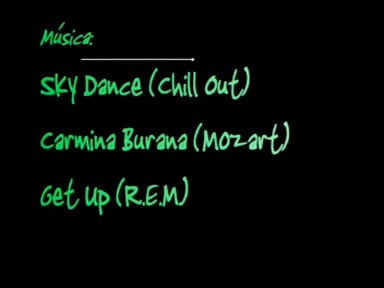 Música:
Sky Dance (Chill Out)
Carmina Burana (Mozart)
Get Up (R.E.M)